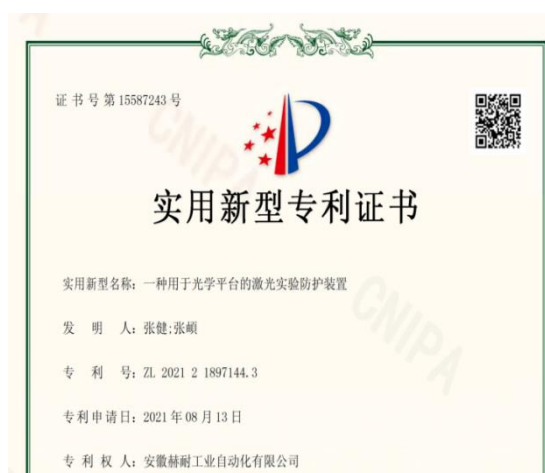 证书号第15587243号
实用新型专利证书
实用新型名称：一种用于光学平台的激光实验防护装置
发 明 人：张健;张頔
专 利 号：ZL 2021 2 1897144.3
专利申请日：2021年08月13日
专 利 权 人：安徽赫耐工业自动化有限公司
CNIPA
CNIPA